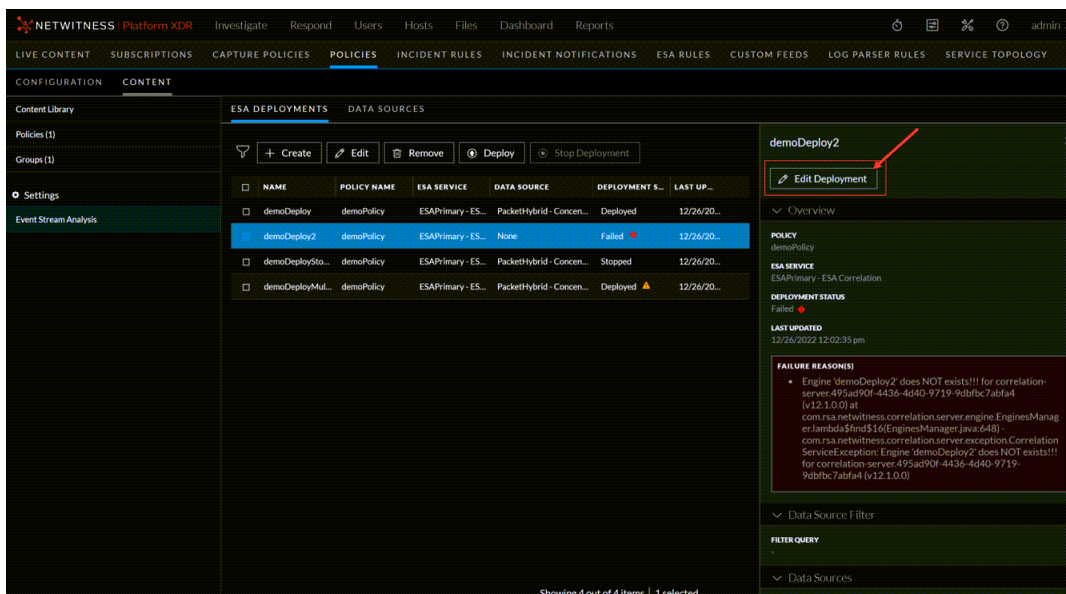 NETWITNESS Platform XDR Investigate Respond Users Hosts Files Dashboard Reports admin
LIVE CONTENT SUBSCRIPTIONS CAPTURE POLICIES POLICIES INCIDENT RULES INCIDENT NOTIFICATIONS ESA RULES CUSTOM FEEDS LOG PARSER RULES SERVICE TOPOLOGY
CONFIGURATION CONTENT
Content Library
Policies (1)
Groups (1)
Settings
Event Stream Analysis
ESA DEPLOYMENTS DATA SOURCES
+ Create Edit Remove Deploy Stop Deployment
NAME POLICY NAME ESA SERVICE DATA SOURCE DEPLOYMENT S... LAST UP...
demoDeploy demoPolicy ESAPrimary - ES... PacketHybrid - Concen... Deployed 12/26/20...
demoDeploy2 demoPolicy ESAPrimary - ES... None Failed 12/26/20...
demoDeploySto... demoPolicy ESAPrimary - ES... PacketHybrid - Concen... Stopped 12/26/20...
demoDeployMul... demoPolicy ESAPrimary - ES... PacketHybrid - Concen... Deployed 12/26/20...
Showing 4 out of 4 items | 1 selected
demoDeploy2
Edit Deployment
Overview
POLICY
demoPolicy
ESA SERVICE
ESAPrimary - ESA Correlation
DEPLOYMENT STATUS
Failed
LAST UPDATED
12/26/2022 12:02:35 pm
FAILURE REASON(S)
• Engine 'demoDeploy2' does NOT exists!!! for correlation-
server.495ad90f-4436-4d40-9719-9dbfbc7abfa4
(v12.1.0.0) at
com.rsa.netwitness.correlation.server.engine.EnginesManag
er.lambda$find$16(EnginesManager.java:648) -
com.rsa.netwitness.correlation.server.exception.Correlation
ServiceException: Engine 'demoDeploy2' does NOT exists!!!
for correlation-server.495ad90f-4436-4d40-9719-
9dbfbc7abfa4 (v12.1.0.0)
Data Source Filter
FILTER QUERY
-
Data Sources